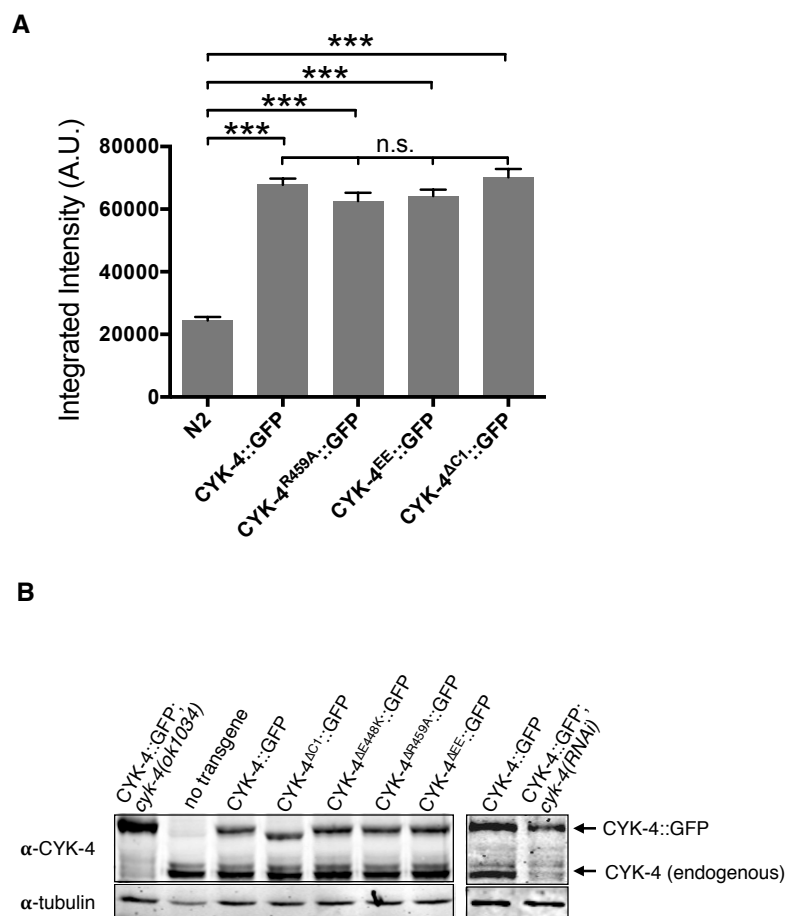 A
***
***
***
***
n.s.
80000
60000
40000
20000
0
Integrated Intensity (A.U.)
N2
CYK-4::GFP
CYK-4R459A::GFP
CYK-4EE::GFP
CYK-4ΔC1::GFP
B
CYK-4::GFP;
cyk-4(ok1034)
no transgene
CYK-4::GFP
CYK-4ΔC1::GFP
CYK-4ΔE448K::GFP
CYK-4ΔR459A::GFP
CYK-4ΔEE::GFP
CYK-4::GFP
CYK-4::GFP;
cyk-4(RNAi)
α-CYK-4
CYK-4::GFP
CYK-4 (endogenous)
α-tubulin